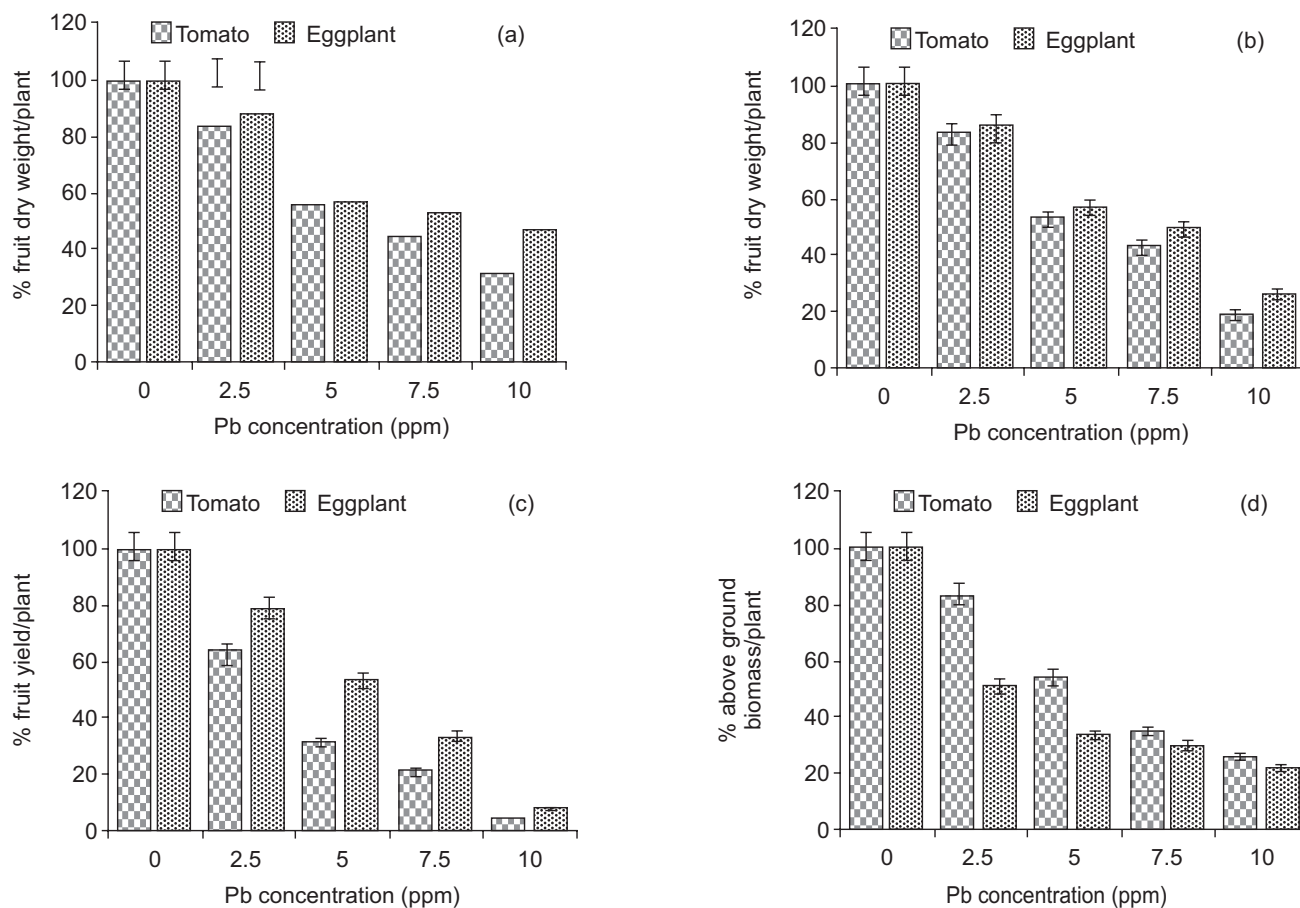 120
Tomato Eggplant (a)
100
80
60
40
20
0
% fruit dry weight/plant
0 2.5 5 7.5 10
Pb concentration (ppm)
120
Tomato Eggplant (b)
100
80
60
40
20
0
% fruit dry weight/plant
0 2.5 5 7.5 10
Pb concentration (ppm)
120
Tomato Eggplant (c)
100
80
60
40
20
0
% fruit yield/plant
0 2.5 5 7.5 10
Pb concentration (ppm)
120
Tomato Eggplant (d)
100
80
60
40
20
0
% above ground
biomass/plant
0 2.5 5 7.5 10
Pb concentration (ppm)